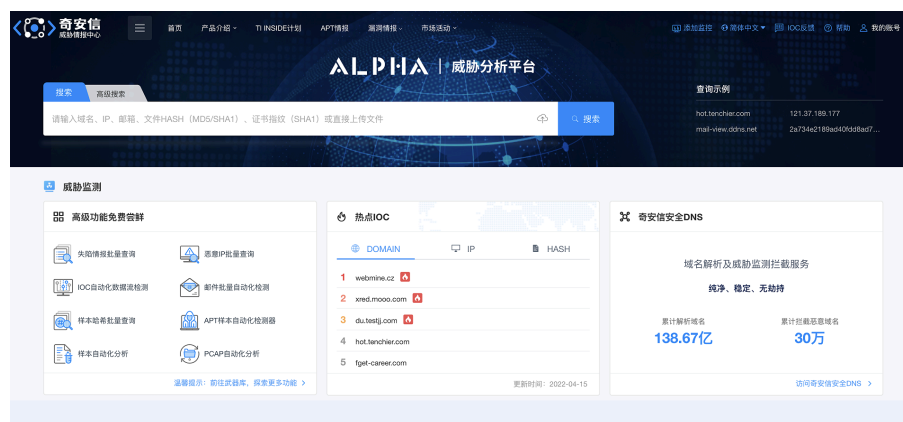 奇安信
威胁情报中心
首页 产品介绍 TI INSIDE计划 APT情报 漏洞情报 市场活动
添加监控 简体中文 IOC反馈 帮助 我的账号
ALPHA | 威胁分析平台
搜索 高级搜索
请输入域名、IP、邮箱、文件HASH（MD5/SHA1）、证书指纹（SHA1）或直接上传文件 搜索
查询示例
hot.tenchier.com 121.37.189.177
mail-view.ddns.net 2a734e2189ad40fdd8ad7...
威胁监测
高级功能免费尝鲜
失陷情报批量查询 恶意IP批量查询
IOC自动化数据流检测 邮件批量自动化检测
样本哈希批量查询 APT样本自动化检测器
样本自动化分析 PCAP自动化分析
温馨提示：前往武器库，探索更多功能 >
热点IOC
DOMAIN IP HASH
1 webmine.cz
2 xred.mooo.com
3 du.testjj.com
4 hot.tenchier.com
5 fget-career.com
更新时间：2022-04-15
奇安信安全DNS
域名解析及威胁监测拦截服务
纯净、稳定、无劫持
累计解析域名 累计拦截恶意域名
138.67亿 30万
访问奇安信安全DNS >